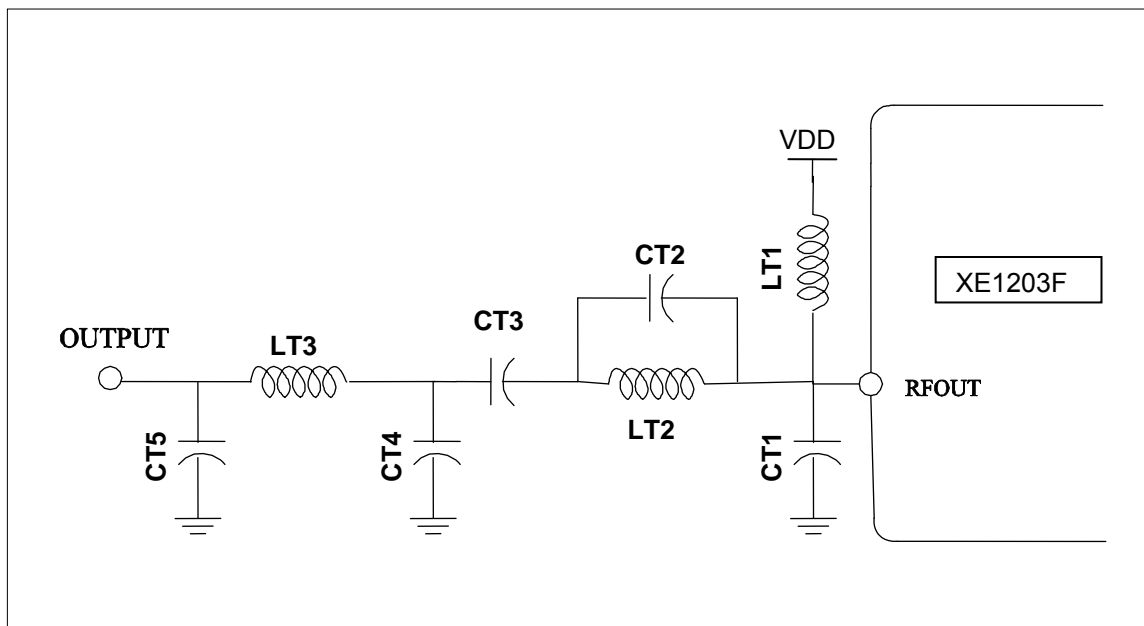 VDD
LT1
CT2
XE1203F
CT3
OUTPUT
LT3
RFOUT
LT2
CT5
CT4
CT1